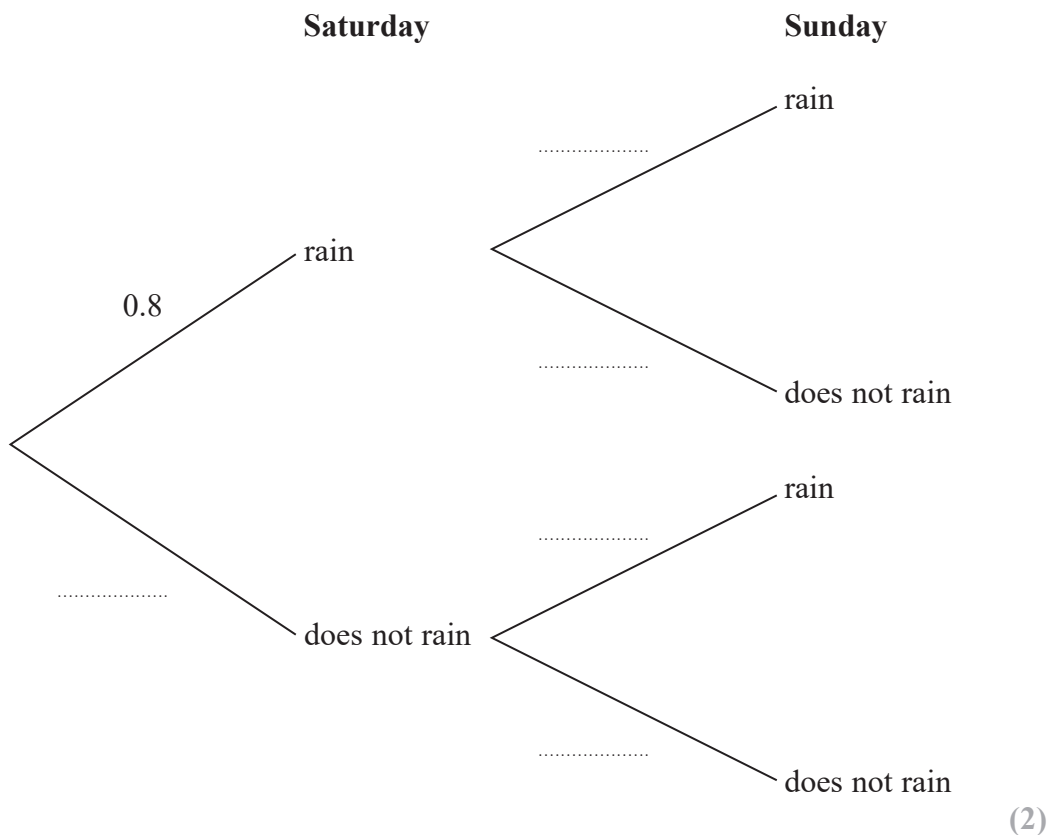 Saturday Sunday
rain
....................
rain
0.8
....................
does not rain
rain
....................
....................
does not rain
....................
does not rain
(2)